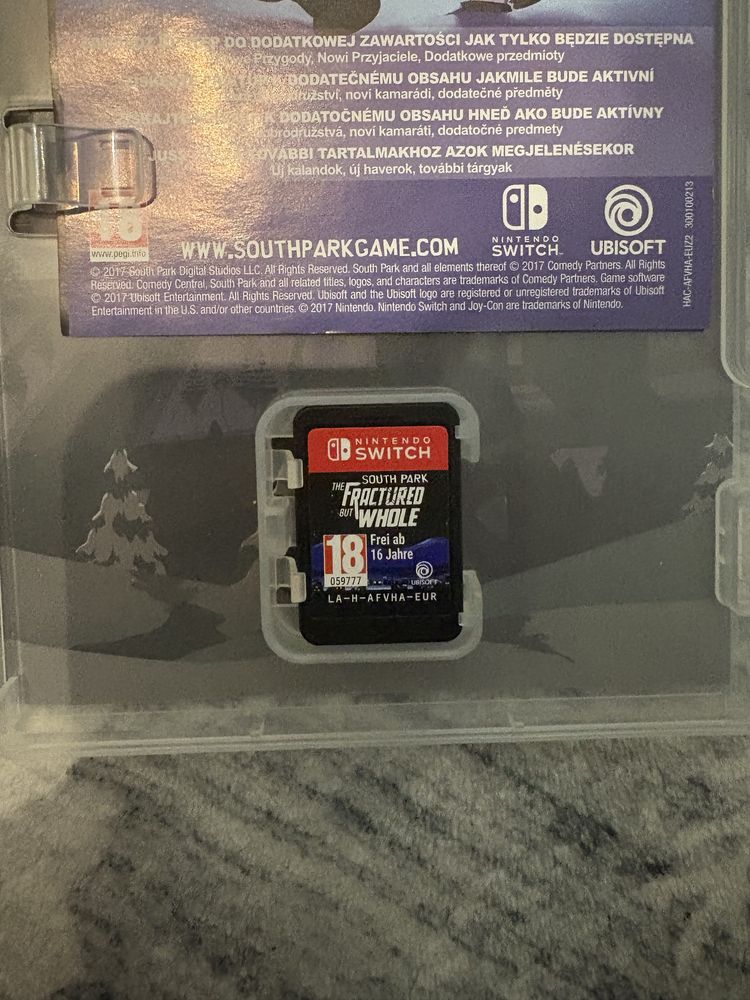 DO DODATKOWEJ ZAWARTOŚCI JAK TYLKO BĘDZIE DOSTĘPNA
Przygody, Nowi Przyjaciele, Dodatkowe przedmioty
DODATEČNÉMU OBSAHU JAKMILE BUDE AKTIVNÍ
noví kamarádi, dodatečné předměty
K DODATOČNÉMU OBSAHU HNEĎ AKO BUDE AKTÍVNY
noví kamaráti, dodatočné predmety
TOVÁBBI TARTALMAKHOZ AZOK MEGJELENÉSEKOR
Új kalandok, új haverok, további tárgyak
18
www.pegi.info
WWW.SOUTHPARKGAME.COM
NINTENDO
SWITCH™
UBISOFT
HAC-AFVHA-EUZ2 300100213
© 2017 South Park Digital Studios LLC. All Rights Reserved. South Park and all elements thereof © 2017 Comedy Partners. All Rights
Reserved. Comedy Central, South Park and all related titles, logos, and characters are trademarks of Comedy Partners. Game software
© 2017 Ubisoft Entertainment. All Rights Reserved. Ubisoft and the Ubisoft logo are registered or unregistered trademarks of Ubisoft
Entertainment in the U.S. and/or other countries. © 2017 Nintendo. Nintendo Switch and Joy-Con are trademarks of Nintendo.
NINTENDO
SWITCH
SOUTH PARK
THE FRACTURED
BUT WHOLE
18
059777
Frei ab
16 Jahre
UBISOFT
LA-H-AFVHA-EUR